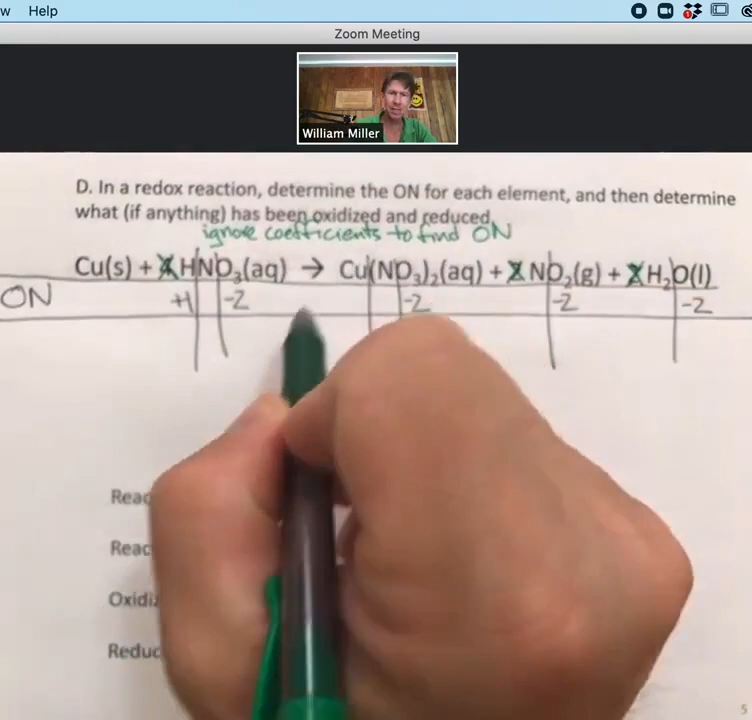 w Help
Zoom Meeting
William Miller
D. In a redox reaction, determine the ON for each element, and then determine
what (if anything) has been oxidized and reduced.
ignore coefficients to find ON
Cu(s) + HNO₃(aq) → Cu(NO₃)₂(aq) + NO₂(g) + H₂O(l)
ON +1 -2 -2 -2 -2
Reac
Reac
Oxidiz
Reduc
5